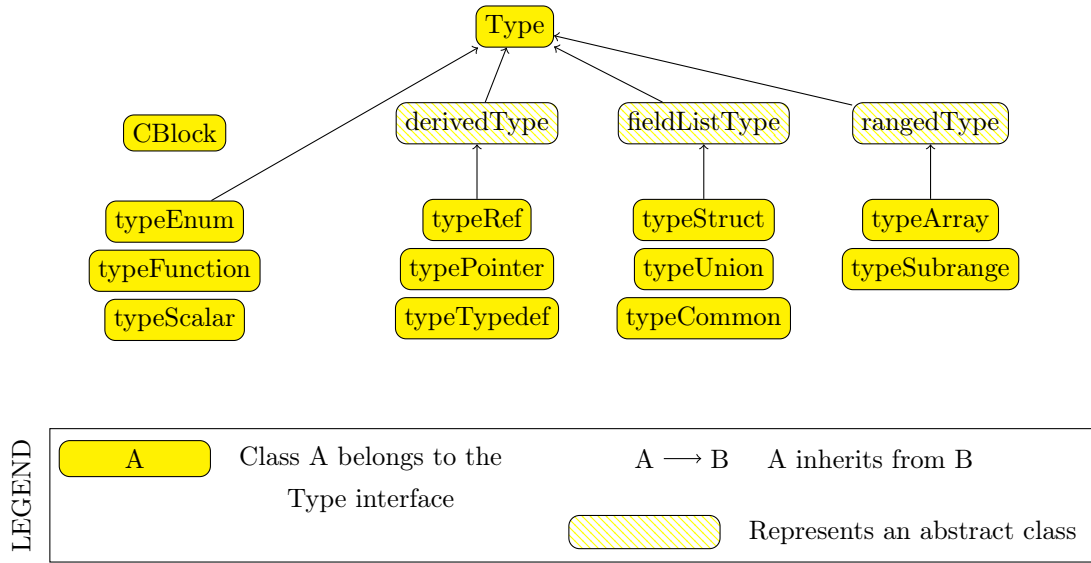 Type
CBlock
derivedType
fieldListType
rangedType
typeEnum
typeRef
typeStruct
typeArray
typeFunction
typePointer
typeUnion
typeSubrange
typeScalar
typeTypedef
typeCommon
LEGEND
A
Class A belongs to the
Type interface
A ⟶ B
A inherits from B
Represents an abstract class